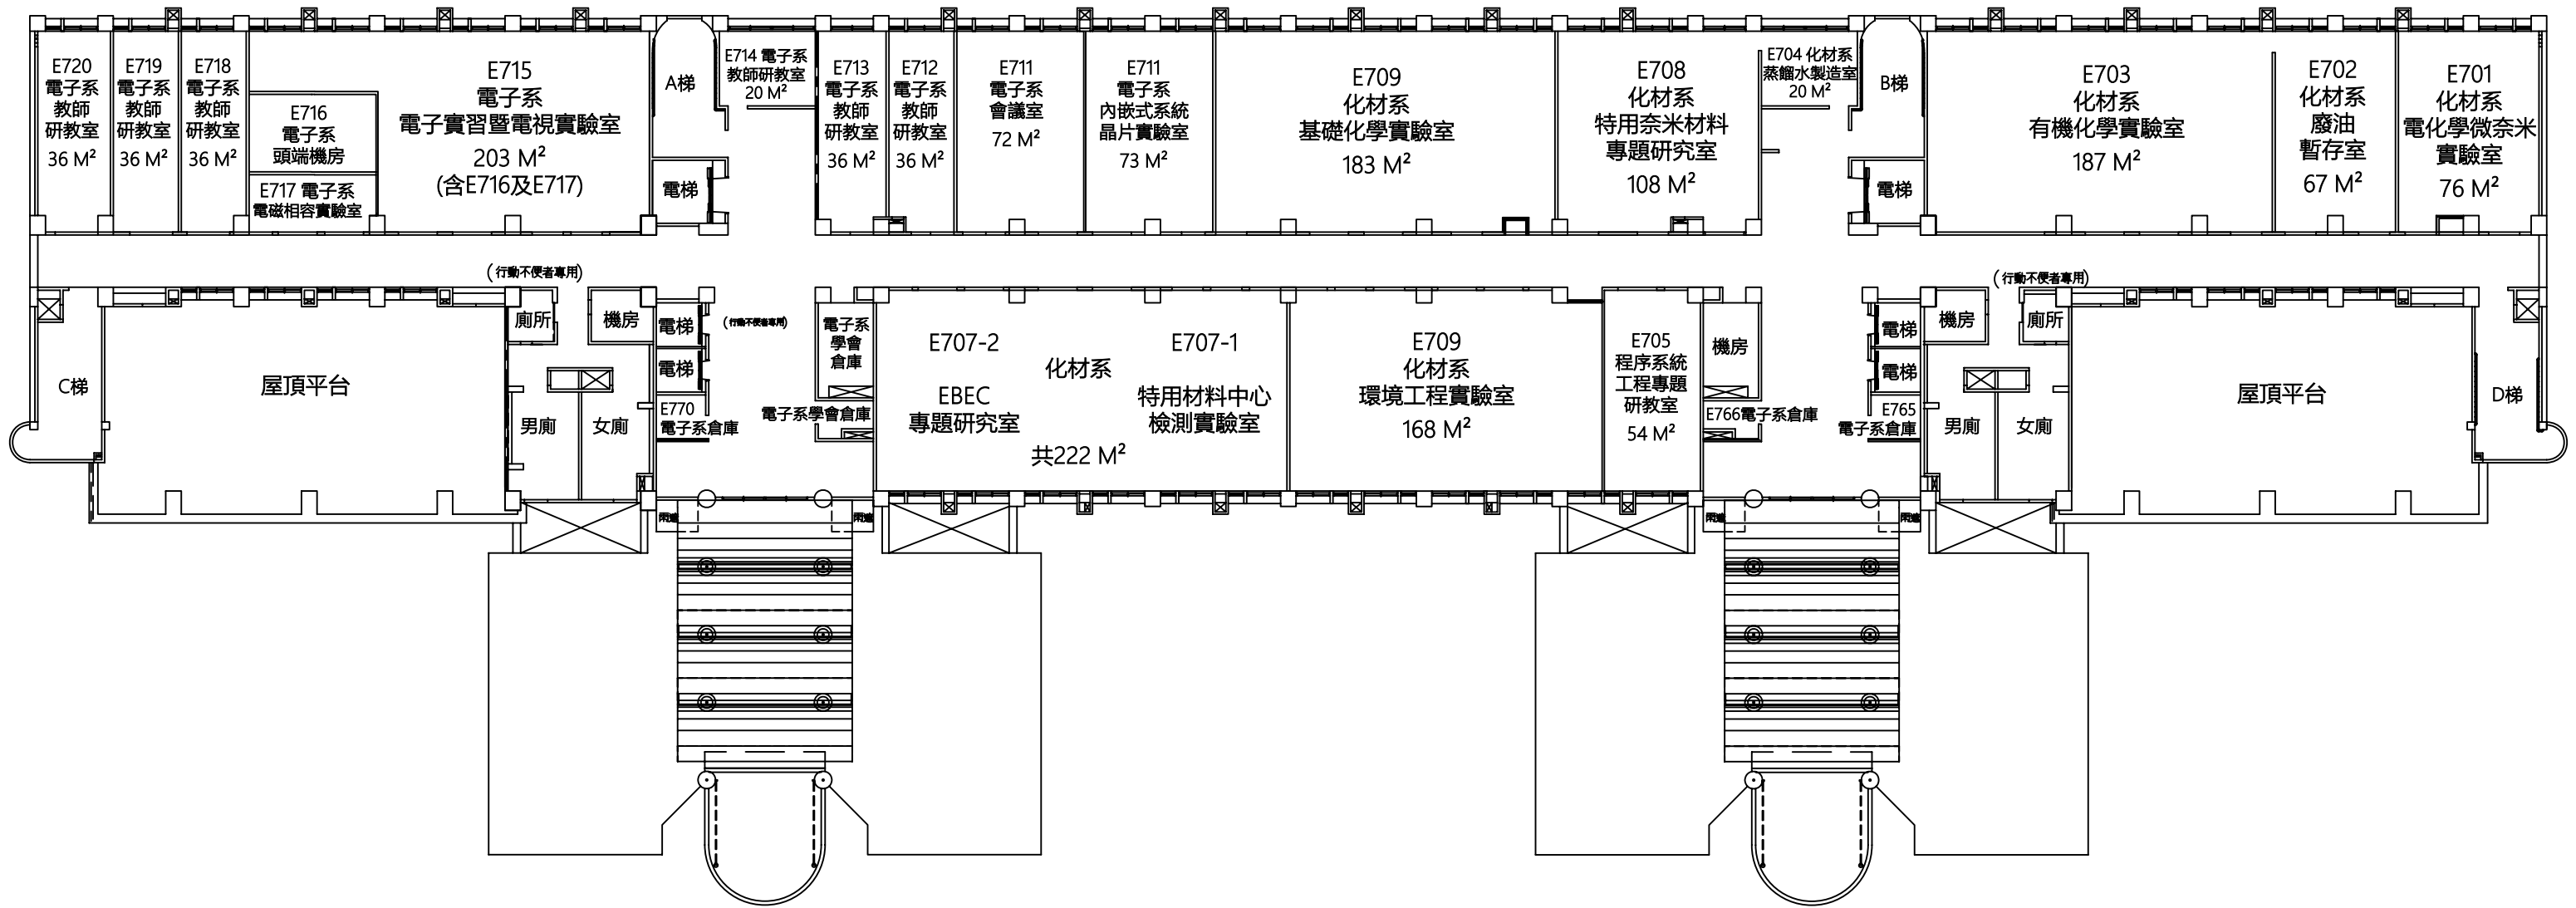 E720
電子系
教師
研教室
36 M²
E719
電子系
教師
研教室
36 M²
E718
電子系
教師
研教室
36 M²
E716
電子系
頭端機房
E717 電子系
電磁相容實驗室
E715
電子系
電子實習暨電視實驗室
203 M²
(含E716及E717)
A梯
電梯
E714 電子系
教師研教室
20 M²
E713
電子系
教師
研教室
36 M²
E712
電子系
教師
研教室
36 M²
E711
電子系
會議室
72 M²
E711
電子系
內嵌式系統
晶片實驗室
73 M²
E709
化材系
基礎化學實驗室
183 M²
E708
化材系
特用奈米材料
專題研究室
108 M²
E704 化材系
蒸餾水製造室
20 M²
B梯
電梯
E703
化材系
有機化學實驗室
187 M²
E702
化材系
廢油
暫存室
67 M²
E701
化材系
電化學微奈米
實驗室
76 M²
(行動不便者專用)
(行動不便者專用)
C梯
屋頂平台
廁所
機房
男廁
女廁
電梯
電梯
(行動不便者專用)
E770
電子系倉庫
電子系
學會
倉庫
電子系學會倉庫
E707-2
EBEC
專題研究室
化材系
E707-1
特用材料中心
檢測實驗室
共222 M²
E709
化材系
環境工程實驗室
168 M²
E705
程序系統
工程專題
研教室
54 M²
機房
E766電子系倉庫
電梯
電梯
E765
電子系倉庫
機房
廁所
男廁
女廁
屋頂平台
D梯